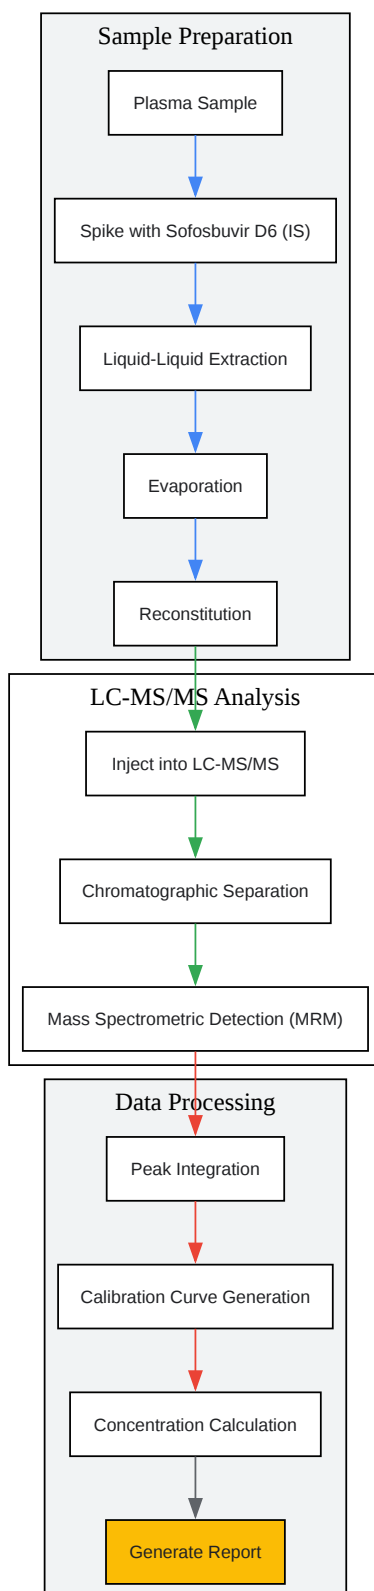 Sample Preparation
Plasma Sample
Spike with Sofosbuvir D6 (IS)
Liquid-Liquid Extraction
Evaporation
Reconstitution
LC-MS/MS Analysis
Inject into LC-MS/MS
Chromatographic Separation
Mass Spectrometric Detection (MRM)
Data Processing
Peak Integration
Calibration Curve Generation
Concentration Calculation
Generate Report